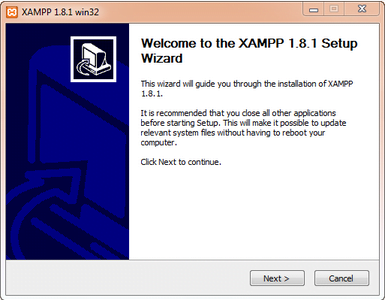 XAMPP 1.8.1 win32
Welcome to the XAMPP 1.8.1 Setup
Wizard
This wizard will guide you through the installation of XAMPP
1.8.1.
It is recommended that you close all other applications
before starting Setup. This will make it possible to update
relevant system files without having to reboot your
computer.
Click Next to continue.
Next >
Cancel